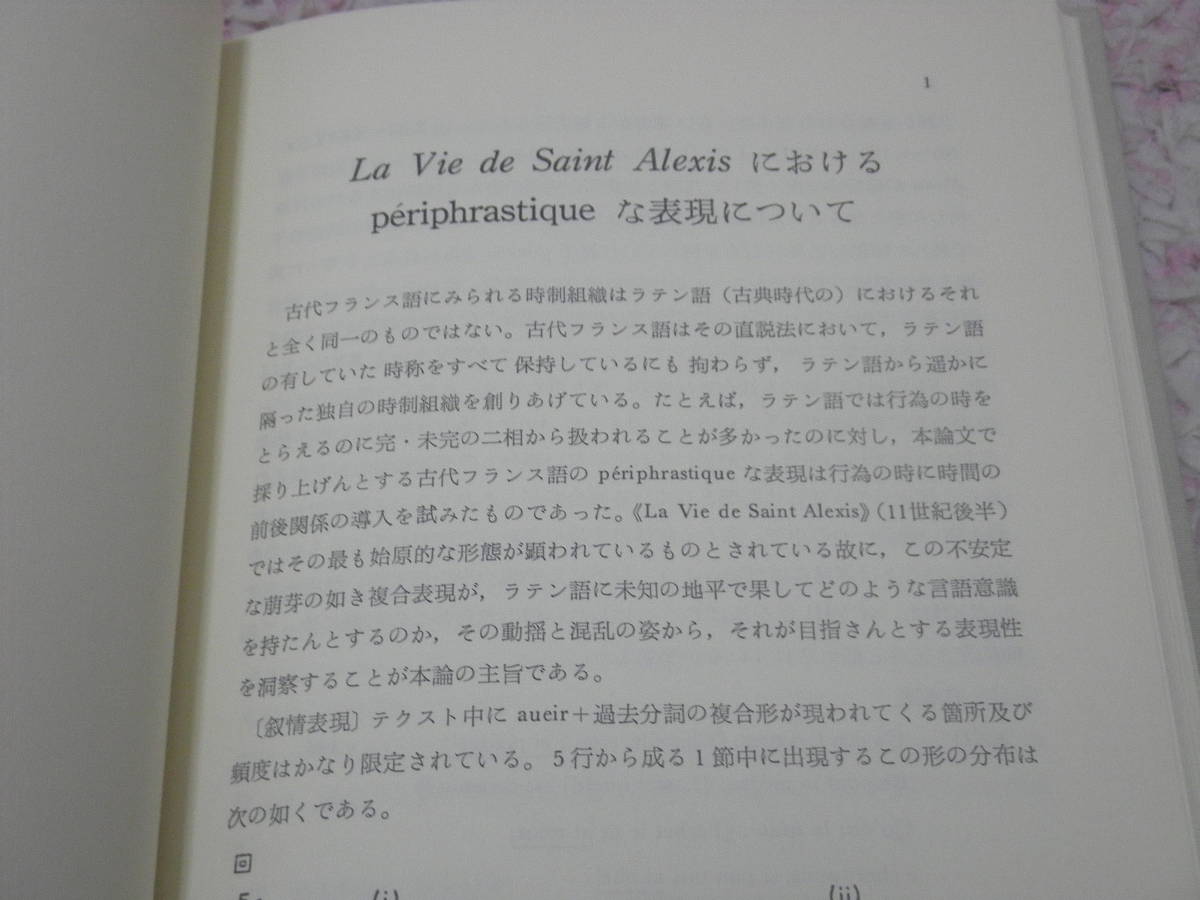 1
La Vie de Saint Alexis における
périphrastique な表現について
古代フランス語にみられる時制組織はラテン語（古典時代の）におけるそれ
と全く同一のものではない。古代フランス語はその直説法において，ラテン語
の有していた時称をすべて保持しているにも拘わらず，ラテン語から遥かに
隔った独自の時制組織を創りあげている。たとえば，ラテン語では行為の時を
とらえるのに完・未完の二相から扱われることが多かったのに対し，本論文で
採り上げんとする古代フランス語の périphrastique な表現は行為の時に時間の
前後関係の導入を試みたものであった。《La Vie de Saint Alexis》（11世紀後半）
ではその最も始原的な形態が顕われているものとされている故に，この不安定
な萠芽の如き複合表現が，ラテン語に未知の地平で果してどのような言語意識
を持たんとするのか，その動揺と混乱の姿から，それが目指さんとする表現性
を洞察することが本論の主旨である。
〔叙情表現〕テクスト中に aueir＋過去分詞の複合形が現われてくる箇所及び
頻度はかなり限定されている。5行から成る1節中に出現するこの形の分布は
次の如くである。
回
(i) (ii)